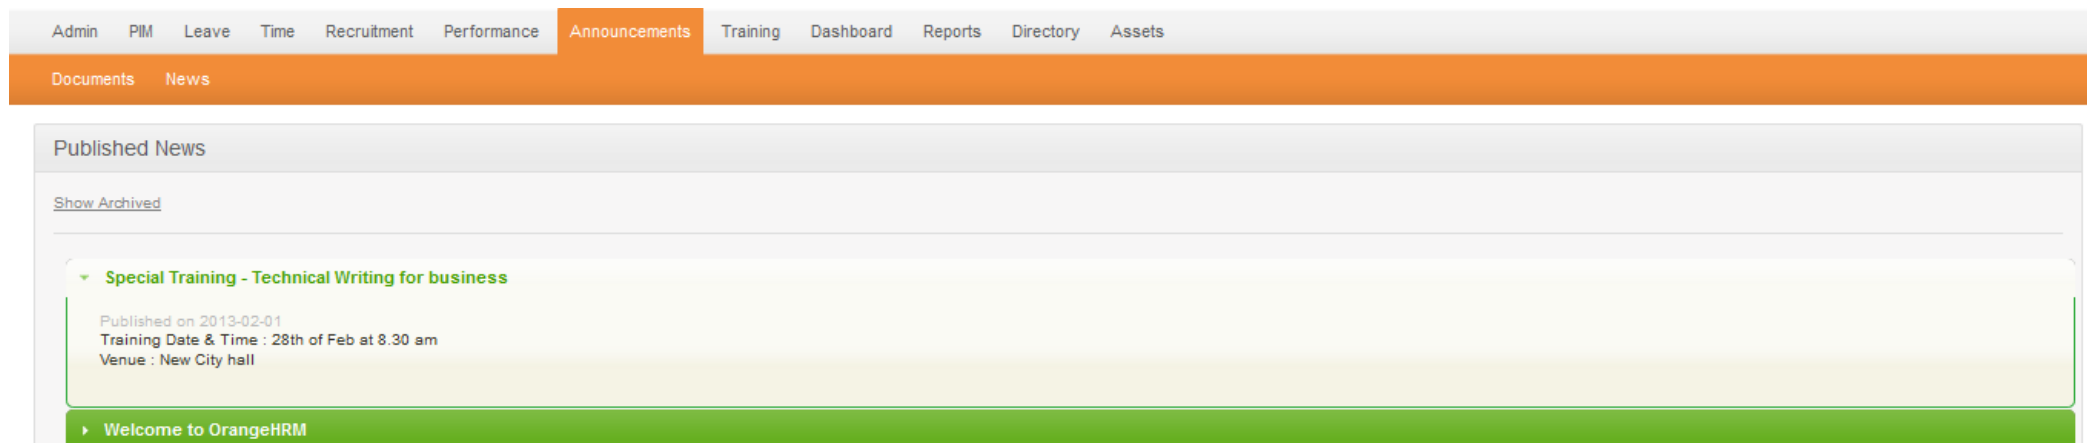 Admin PIM Leave Time Recruitment Performance Announcements Training Dashboard Reports Directory Assets
Documents News
Published News
Show Archived
Special Training - Technical Writing for business
Published on 2013-02-01
Training Date & Time : 28th of Feb at 8.30 am
Venue : New City hall
Welcome to OrangeHRM